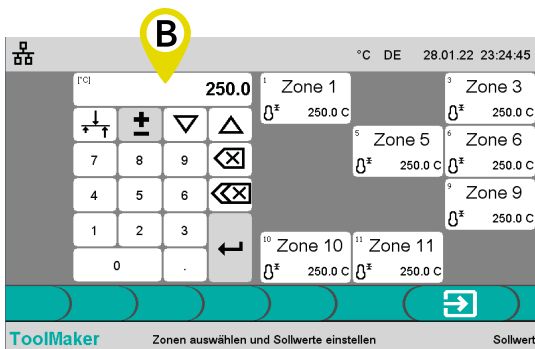 B
°C DE 28.01.22 23:24:45
[°C]
250.0
7 8 9
4 5 6
1 2 3
0 .
1 Zone 1
250.0 C
3 Zone 3
250.0 C
5 Zone 5
250.0 C
6 Zone 6
250.0 C
9 Zone 9
250.0 C
10 Zone 10
250.0 C
11 Zone 11
250.0 C
ToolMaker Zonen auswählen und Sollwerte einstellen Sollwert